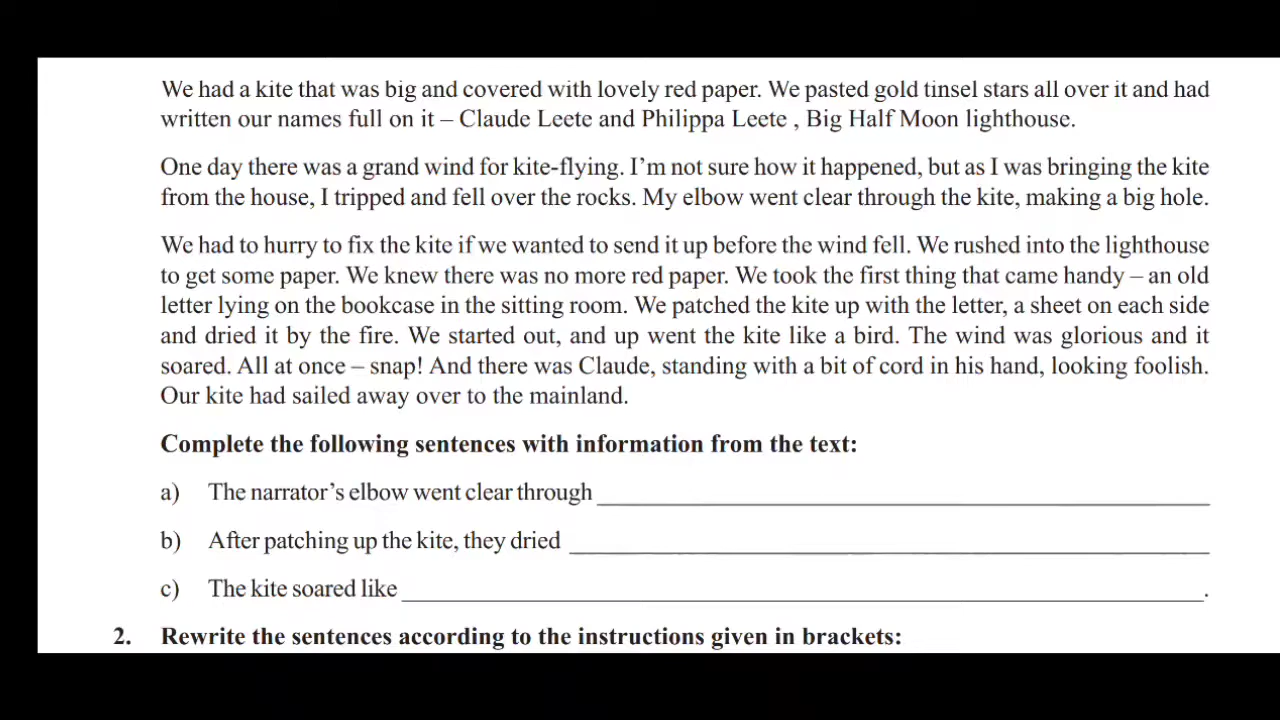 We had a kite that was big and covered with lovely red paper. We pasted gold tinsel stars all over it and had
written our names full on it – Claude Leete and Philippa Leete , Big Half Moon lighthouse.
One day there was a grand wind for kite-flying. I'm not sure how it happened, but as I was bringing the kite
from the house, I tripped and fell over the rocks. My elbow went clear through the kite, making a big hole.
We had to hurry to fix the kite if we wanted to send it up before the wind fell. We rushed into the lighthouse
to get some paper. We knew there was no more red paper. We took the first thing that came handy – an old
letter lying on the bookcase in the sitting room. We patched the kite up with the letter, a sheet on each side
and dried it by the fire. We started out, and up went the kite like a bird. The wind was glorious and it
soared. All at once – snap! And there was Claude, standing with a bit of cord in his hand, looking foolish.
Our kite had sailed away over to the mainland.
Complete the following sentences with information from the text:
a) The narrator's elbow went clear through ____
b) After patching up the kite, they dried ____
c) The kite soared like ____.
2. Rewrite the sentences according to the instructions given in brackets: